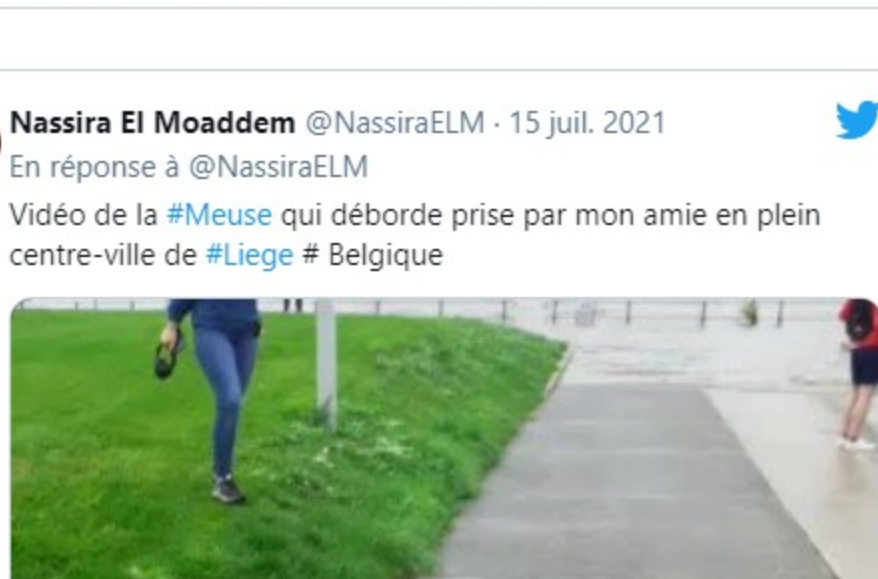 Nassira El Moaddem @NassiraELM · 15 juil. 2021
En réponse à @NassiraELM
Vidéo de la #Meuse qui déborde prise par mon amie en plein
centre-ville de #Liege # Belgique